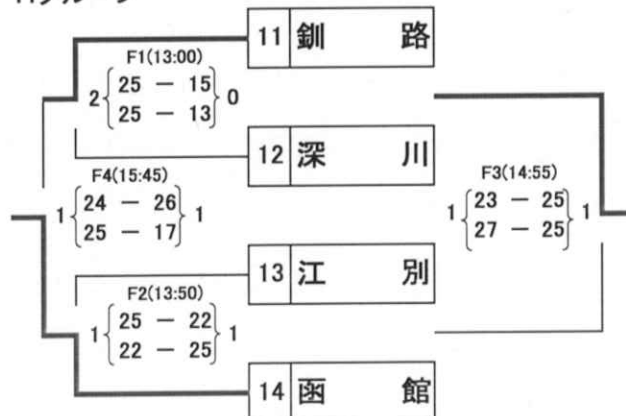 11 釧 路
F1(13:00)
2 25 － 15 0
25 － 13
12 深 川
F4(15:45)
1 24 － 26 1
25 － 17
F3(14:55)
1 23 － 25 1
27 － 25
13 江 別
F2(13:50)
1 25 － 22 1
22 － 25
14 函 館